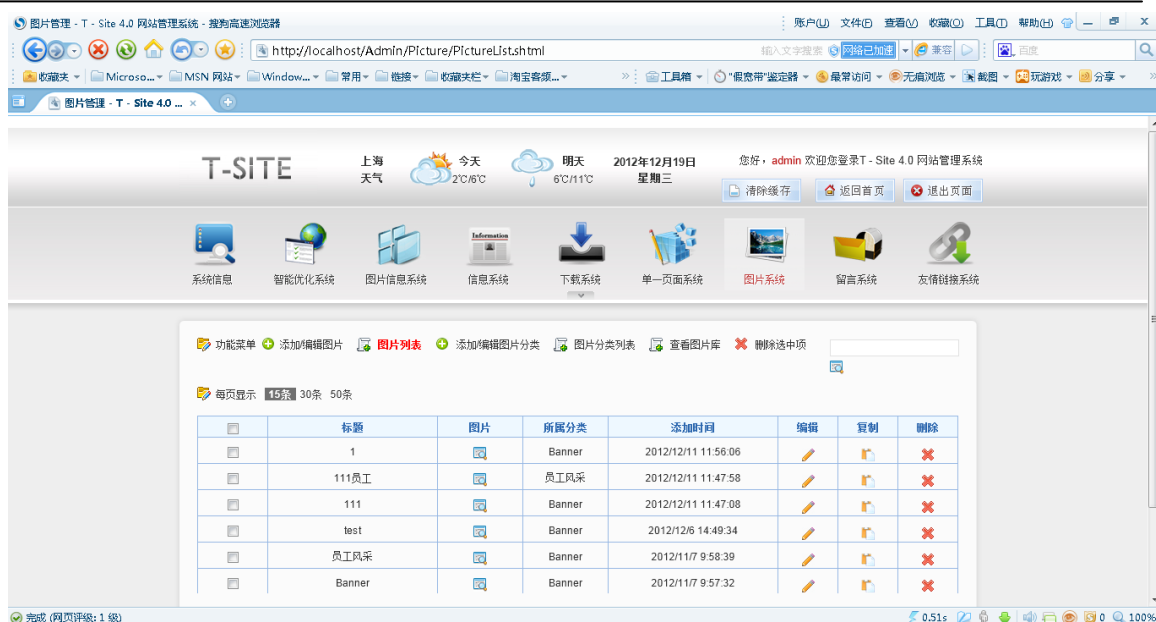 图片管理 - T - Site 4.0 网站管理系统 - 搜狗高速浏览器
账户(U) 文件(F) 查看(V) 收藏(O) 工具(T) 帮助(H)
http://localhost/Admin/Picture/PictureList.shtml
输入文字搜索 网络已加速 兼容 百度
收藏夹 Microso... MSN 网站 Window... 常用 链接 收藏夹栏 淘宝客频... » 工具箱 "假宽带"鉴定器 最常访问 无痕浏览 截图 玩游戏 分享 »
图片管理 - T - Site 4.0 ... ×
T-SITE
上海 天气
2℃/6℃ 今天
6℃/11℃ 明天
2012年12月19日
星期三
您好，admin 欢迎您登录T - Site 4.0 网站管理系统
清除缓存 返回首页 退出页面
系统信息 智能优化系统 图片信息系统 信息系统 下载系统 单一页面系统 图片系统 留言系统 友情链接系统
Information
功能菜单 添加/编辑图片 图片列表 添加/编辑图片分类 图片分类列表 查看图片库 删除选中项
每页显示 15条 30条 50条
标题 图片 所属分类 添加时间 编辑 复制 删除
1 Banner 2012/12/11 11:56:06
111员工 员工风采 2012/12/11 11:47:58
111 Banner 2012/12/11 11:47:08
test Banner 2012/12/6 14:49:34
员工风采 Banner 2012/11/7 9:58:39
Banner Banner 2012/11/7 9:57:32
完成 (网页评级: 1 级) 0.51s 0 100%